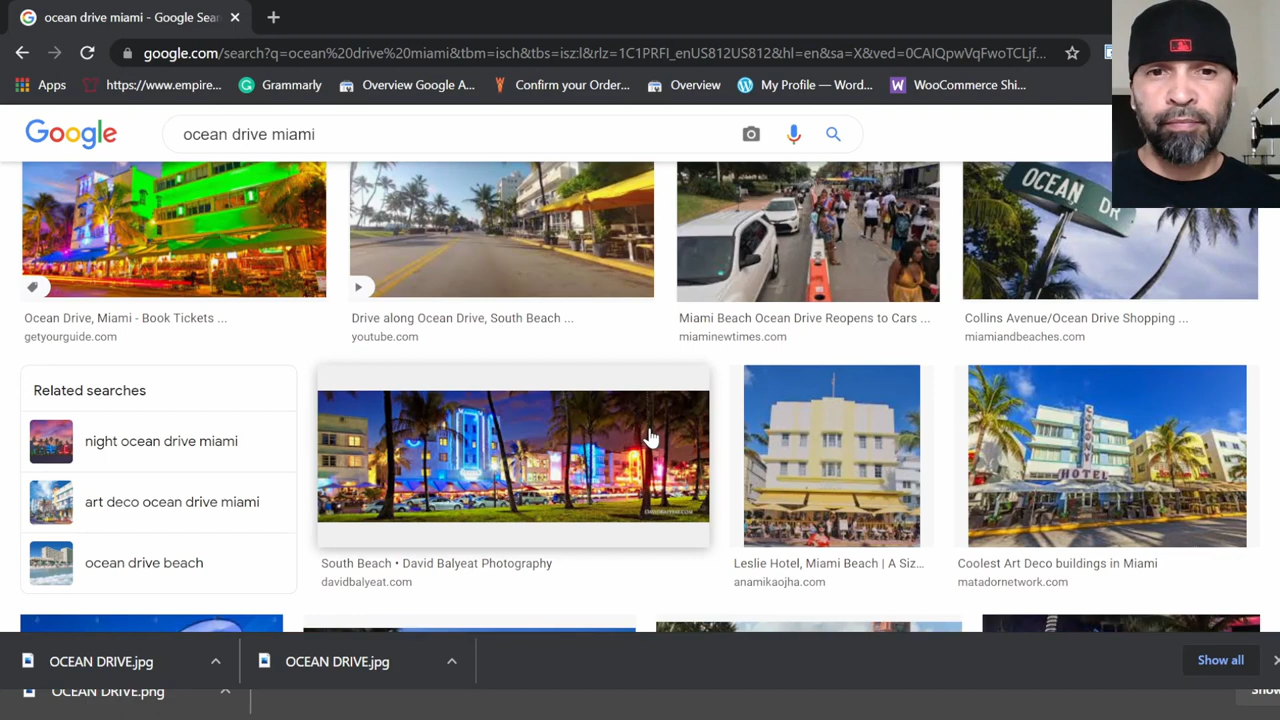 ocean drive miami - Google Sear
google.com/search?q=ocean%20drive%20miami&tbm=isch&tbs=isz:l&rlz=1C1PRFI_enUS812US812&hl=en&sa=X&ved=0CAIQpwVqFwoTCLjf...
Apps
https://www.empire...
Grammarly
Overview Google A...
Confirm your Order...
Overview
My Profile — Word...
WooCommerce Shi...
Google
ocean drive miami
OCEAN DR
Ocean Drive, Miami - Book Tickets ...
getyourguide.com
Drive along Ocean Drive, South Beach ...
youtube.com
Miami Beach Ocean Drive Reopens to Cars ...
miaminewtimes.com
Collins Avenue/Ocean Drive Shopping ...
miamiandbeaches.com
Related searches
night ocean drive miami
art deco ocean drive miami
ocean drive beach
COLONY
HOTEL
South Beach • David Balyeat Photography
davidbalyeat.com
Leslie Hotel, Miami Beach | A Siz...
anamikaojha.com
Coolest Art Deco buildings in Miami
matadornetwork.com
OCEAN DRIVE.jpg
OCEAN DRIVE.jpg
Show all
OCEAN DRIVE.png
Show